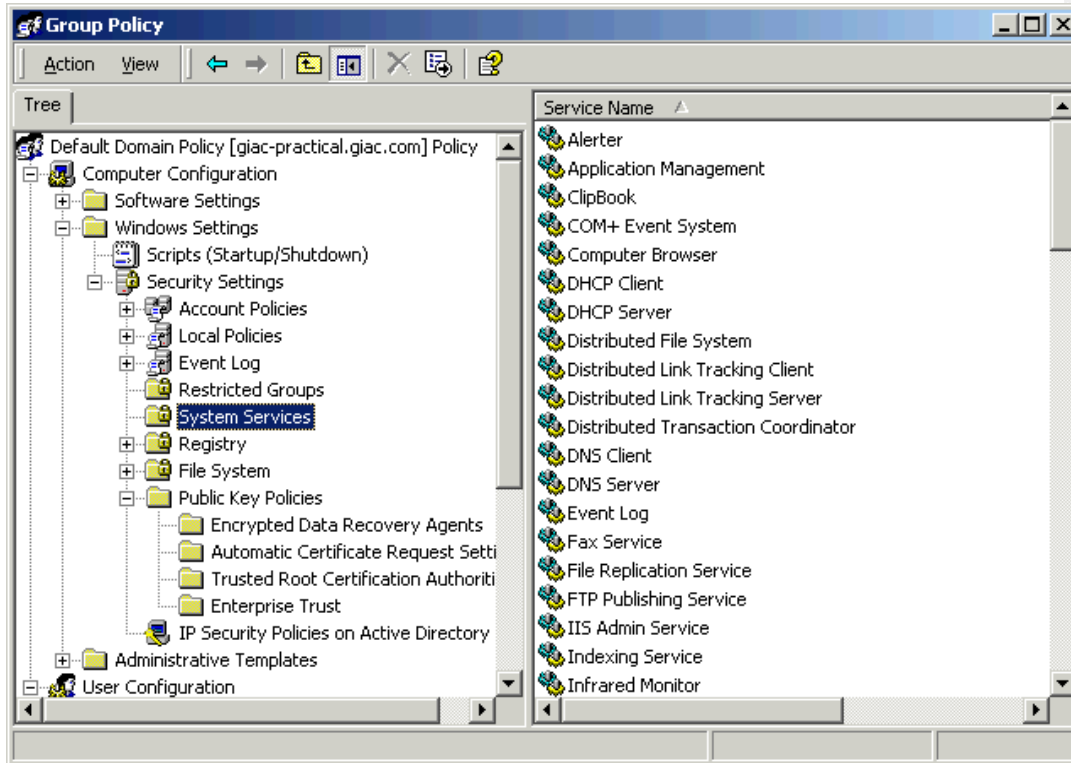 Group Policy
Action View
Tree
Default Domain Policy [giac-practical.giac.com] Policy
Computer Configuration
Software Settings
Windows Settings
Scripts (Startup/Shutdown)
Security Settings
Account Policies
Local Policies
Event Log
Restricted Groups
System Services
Registry
File System
Public Key Policies
Encrypted Data Recovery Agents
Automatic Certificate Request Setti
Trusted Root Certification Authoriti
Enterprise Trust
IP Security Policies on Active Directory
Administrative Templates
User Configuration
Service Name
Alerter
Application Management
ClipBook
COM+ Event System
Computer Browser
DHCP Client
DHCP Server
Distributed File System
Distributed Link Tracking Client
Distributed Link Tracking Server
Distributed Transaction Coordinator
DNS Client
DNS Server
Event Log
Fax Service
File Replication Service
FTP Publishing Service
IIS Admin Service
Indexing Service
Infrared Monitor